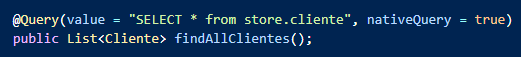 @Query(value = "SELECT * from store.cliente", nativeQuery = true)
public List<Cliente> findAllClientes();